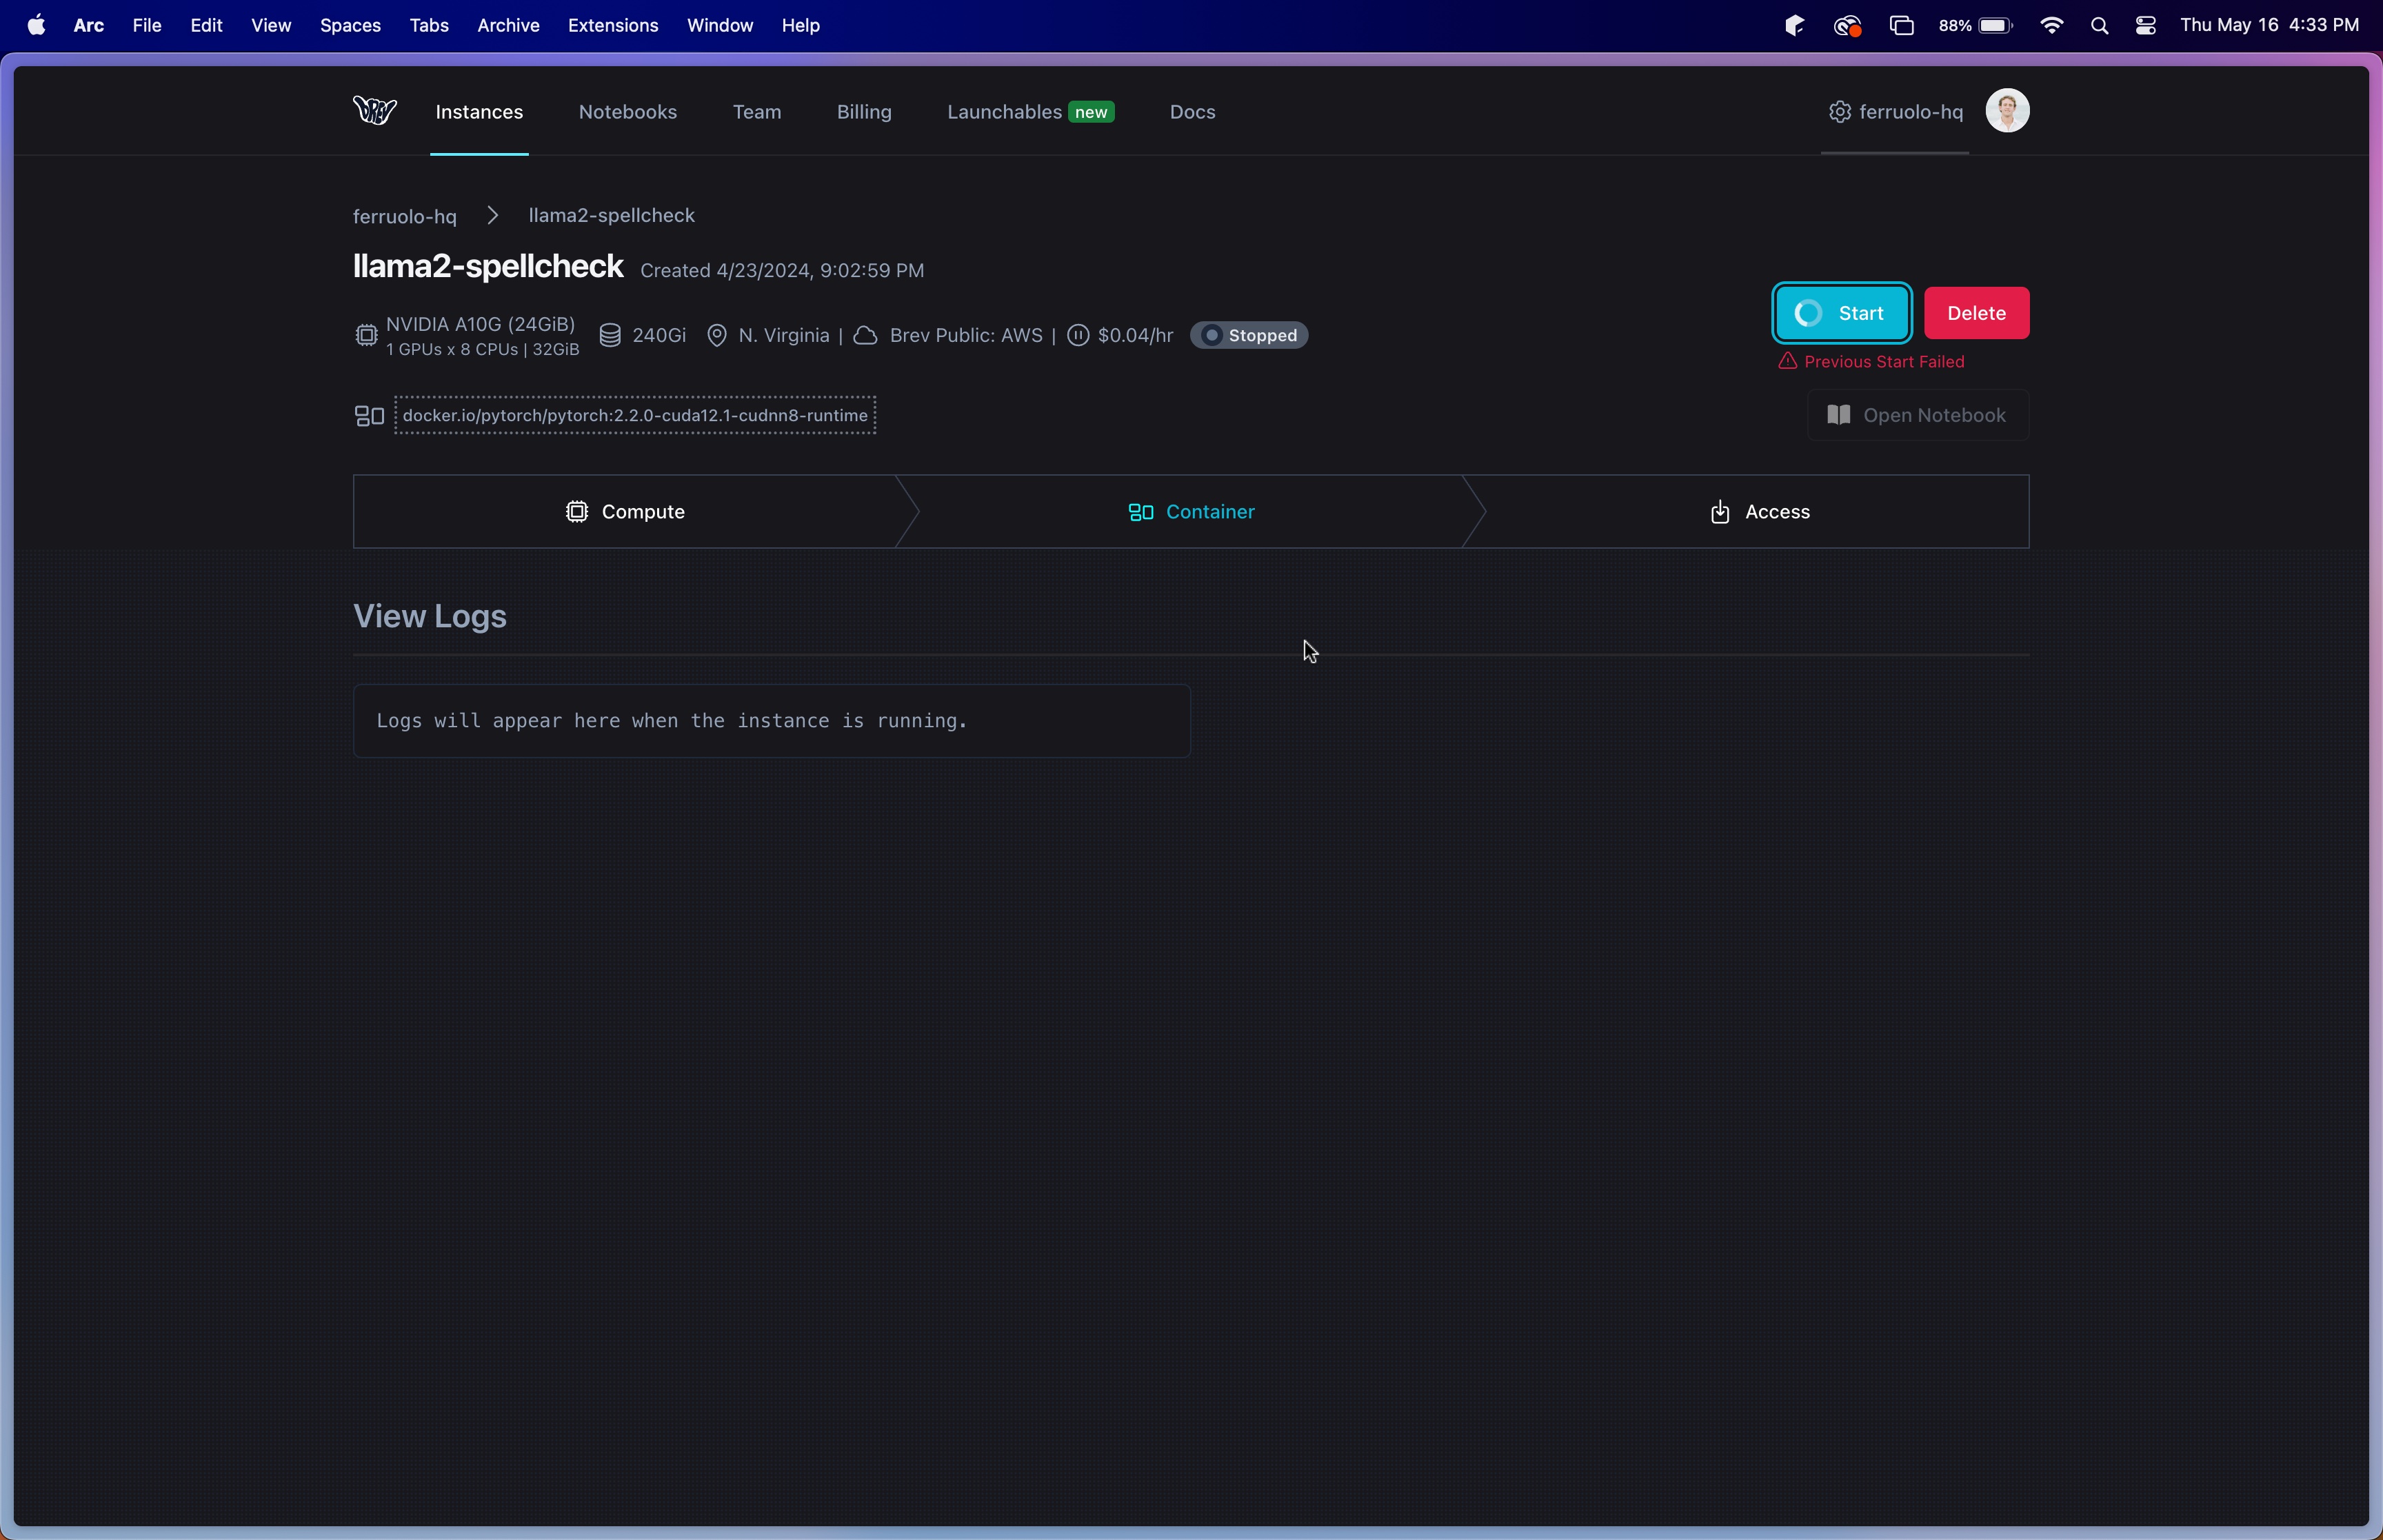 Arc File Edit View Spaces Tabs Archive Extensions Window Help 88% Thu May 16 4:33 PM
BREV Instances Notebooks Team Billing Launchables new Docs ferruolo-hq
ferruolo-hq llama2-spellcheck
llama2-spellcheck Created 4/23/2024, 9:02:59 PM
NVIDIA A10G (24GiB)
1 GPUs x 8 CPUs | 32GiB
240Gi N. Virginia | Brev Public: AWS | $0.04/hr Stopped
Start Delete
Previous Start Failed
docker.io/pytorch/pytorch:2.2.0-cuda12.1-cudnn8-runtime
Open Notebook
Compute Container Access
View Logs
Logs will appear here when the instance is running.